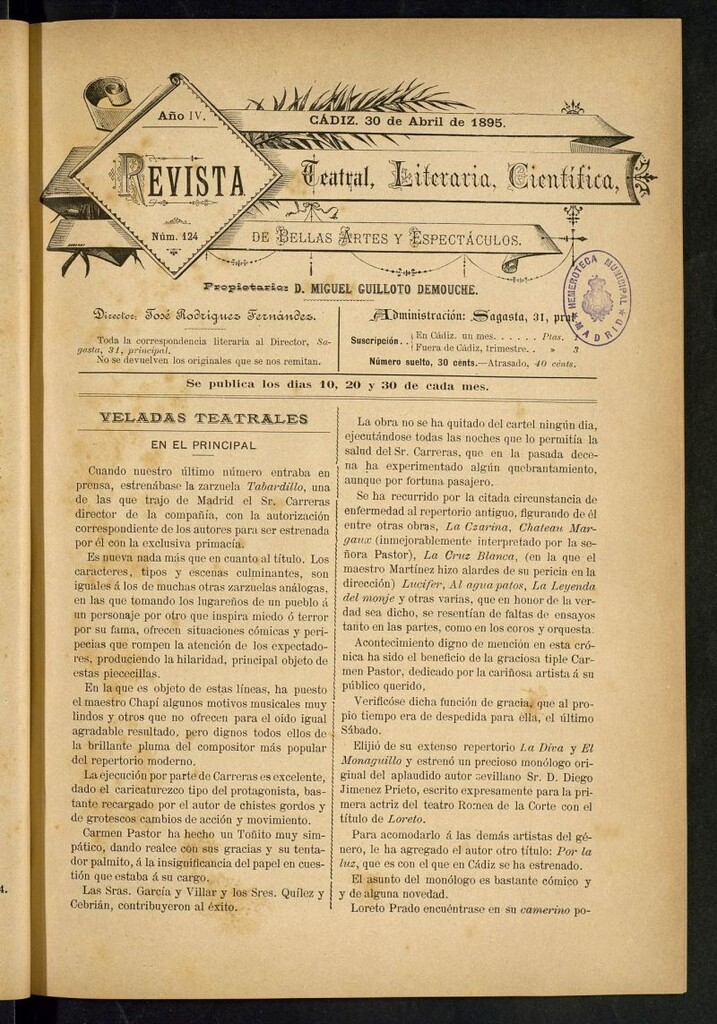 Año IV.
CÁDIZ. 30 de Abril de 1895.
REVISTA
Teatral, Literaria, Científica,
Núm. 124
DE BELLAS ARTES Y ESPECTÁCULOS.
Propietario: D. MIGUEL GUILLOTO DEMOUCHE.
HEMEROTECA MUNICIPAL
MADRID
Director: José Rodríguez Fernández.
Toda la correspondencia literaria al Director, Sa-
gasta, 31, principal.
No se devuelven los originales que se nos remitan.
Administración: Sagasta, 31, pral
Suscripción. . En Cádiz. un mes. . . . . . Ptas.
Fuera de Cádiz, trimestre. . » 3
Número suelto, 30 cents.—Atrasado, 40 cénts.
Se publica los dias 10, 20 y 30 de cada mes.
VELADAS TEATRALES
EN EL PRINCIPAL
Cuando nuestro último número entraba en
prensa, estrenábase la zarzuela Tabardillo, una
de las que trajo de Madrid el Sr. Carreras
director de la compañía, con la autorización
correspondiente de los autores para ser estrenada
por él con la exclusiva primacía.
Es nueva nada más que en cuanto al título. Los
caracteres, tipos y escenas culminantes, son
iguales á los de muchas otras zarzuelas análogas,
en las que tomando los lugareños de un pueblo á
un personaje por otro que inspira miedo ó terror
por su fama, ofrecen situaciones cómicas y peri-
pecias que rompen la atención de los expectado-
res, produciendo la hilaridad, principal objeto de
estas piececillas.
En la que es objeto de estas líneas, ha puesto
el maestro Chapí algunos motivos musicales muy
lindos y otros que no ofrecen para el oído igual
agradable resultado, pero dignos todos ellos de
la brillante pluma del compositor más popular
del repertorio moderno.
La ejecución por parte de Carreras es excelente,
dado el caricaturezco tipo del protagonista, bas-
tante recargado por el autor de chistes gordos y
de grotescos cambios de acción y movimiento.
Carmen Pastor ha hecho un Toñito muy sim-
pático, dando realce con sus gracias y su tenta-
dor palmito, á la insignificancia del papel en cues-
tión que estaba á su cargo.
Las Sras. García y Villar y los Sres. Quílez y
Cebrián, contribuyeron al éxito.
La obra no se ha quitado del cartel ningún día,
ejecutándose todas las noches que lo permitía la
salud del Sr. Carreras, que en la pasada dece-
na ha experimentado algún quebrantamiento,
aunque por fortuna pasajero.
Se ha recurrido por la citada circunstancia de
enfermedad al repertorio antiguo, figurando de él
entre otras obras, La Czarina, Chateau Mar-
gaux (inmejorablemente interpretado por la se-
ñora Pastor), La Cruz Blanca, (en la que el
maestro Martínez hizo alardes de su pericia en la
dirección) Lucifer, Al agua patos, La Leyenda
del monje y otras varias, que en honor de la ver-
dad sea dicho, se resentían de faltas de ensayos
tanto en las partes, como en los coros y orquesta.
Acontecimiento digno de mención en esta cró-
nica ha sido el beneficio de la graciosa tiple Car-
men Pastor, dedicado por la cariñosa artista á su
público querido,
Verificóse dicha función de gracia, que al pro-
pio tiempo era de despedida para ella, el último
Sábado.
Elijió de su extenso repertorio La Diva y El
Monaguillo y estrenó un precioso monólogo ori-
ginal del aplaudido autor sevillano Sr. D. Diego
Jimenez Prieto, escrito expresamente para la pri-
mera actriz del teatro Romea de la Corte con el
título de Loreto.
Para acomodarlo á las demás artistas del gé-
nero, le ha agregado el autor otro título: Por la
luz, que es con el que en Cádiz se ha estrenado.
El asunto del monólogo es bastante cómico y
y de alguna novedad.
Loreto Prado encuéntrase en su camerino po-
4.